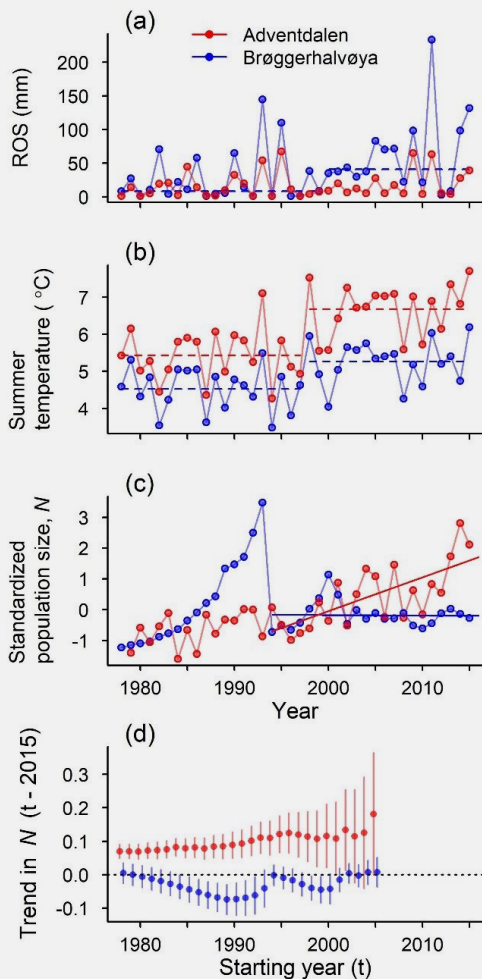 (a)
Adventdalen
Brøggerhalvøya
ROS (mm)
200
150
100
50
0
(b)
Summer
temperature ( °C)
7
6
5
4
(c)
Standardized
population size, N
3
2
1
0
-1
1980 1990 2000 2010
Year
(d)
Trend in N (t - 2015)
0.3
0.2
0.1
0.0
-0.1
1980 1990 2000 2010
Starting year (t)